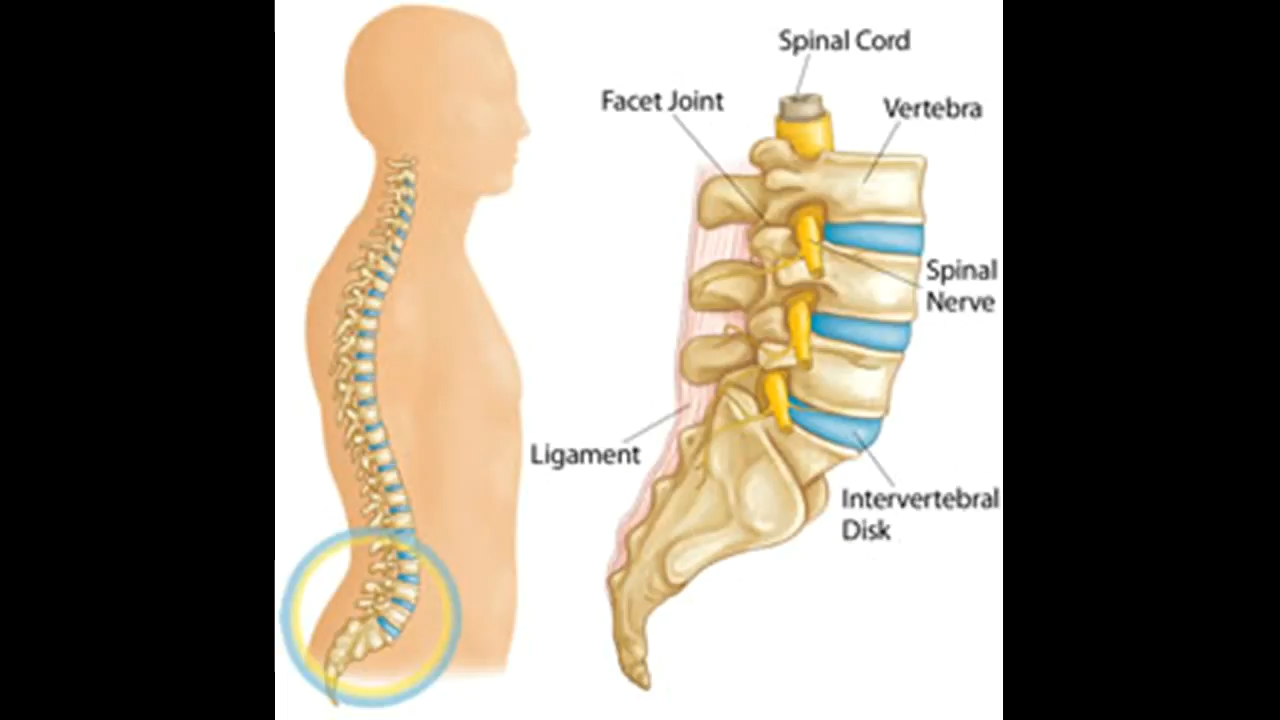 Spinal Cord
Facet Joint
Vertebra
Spinal
Nerve
Ligament
Intervertebral
Disk